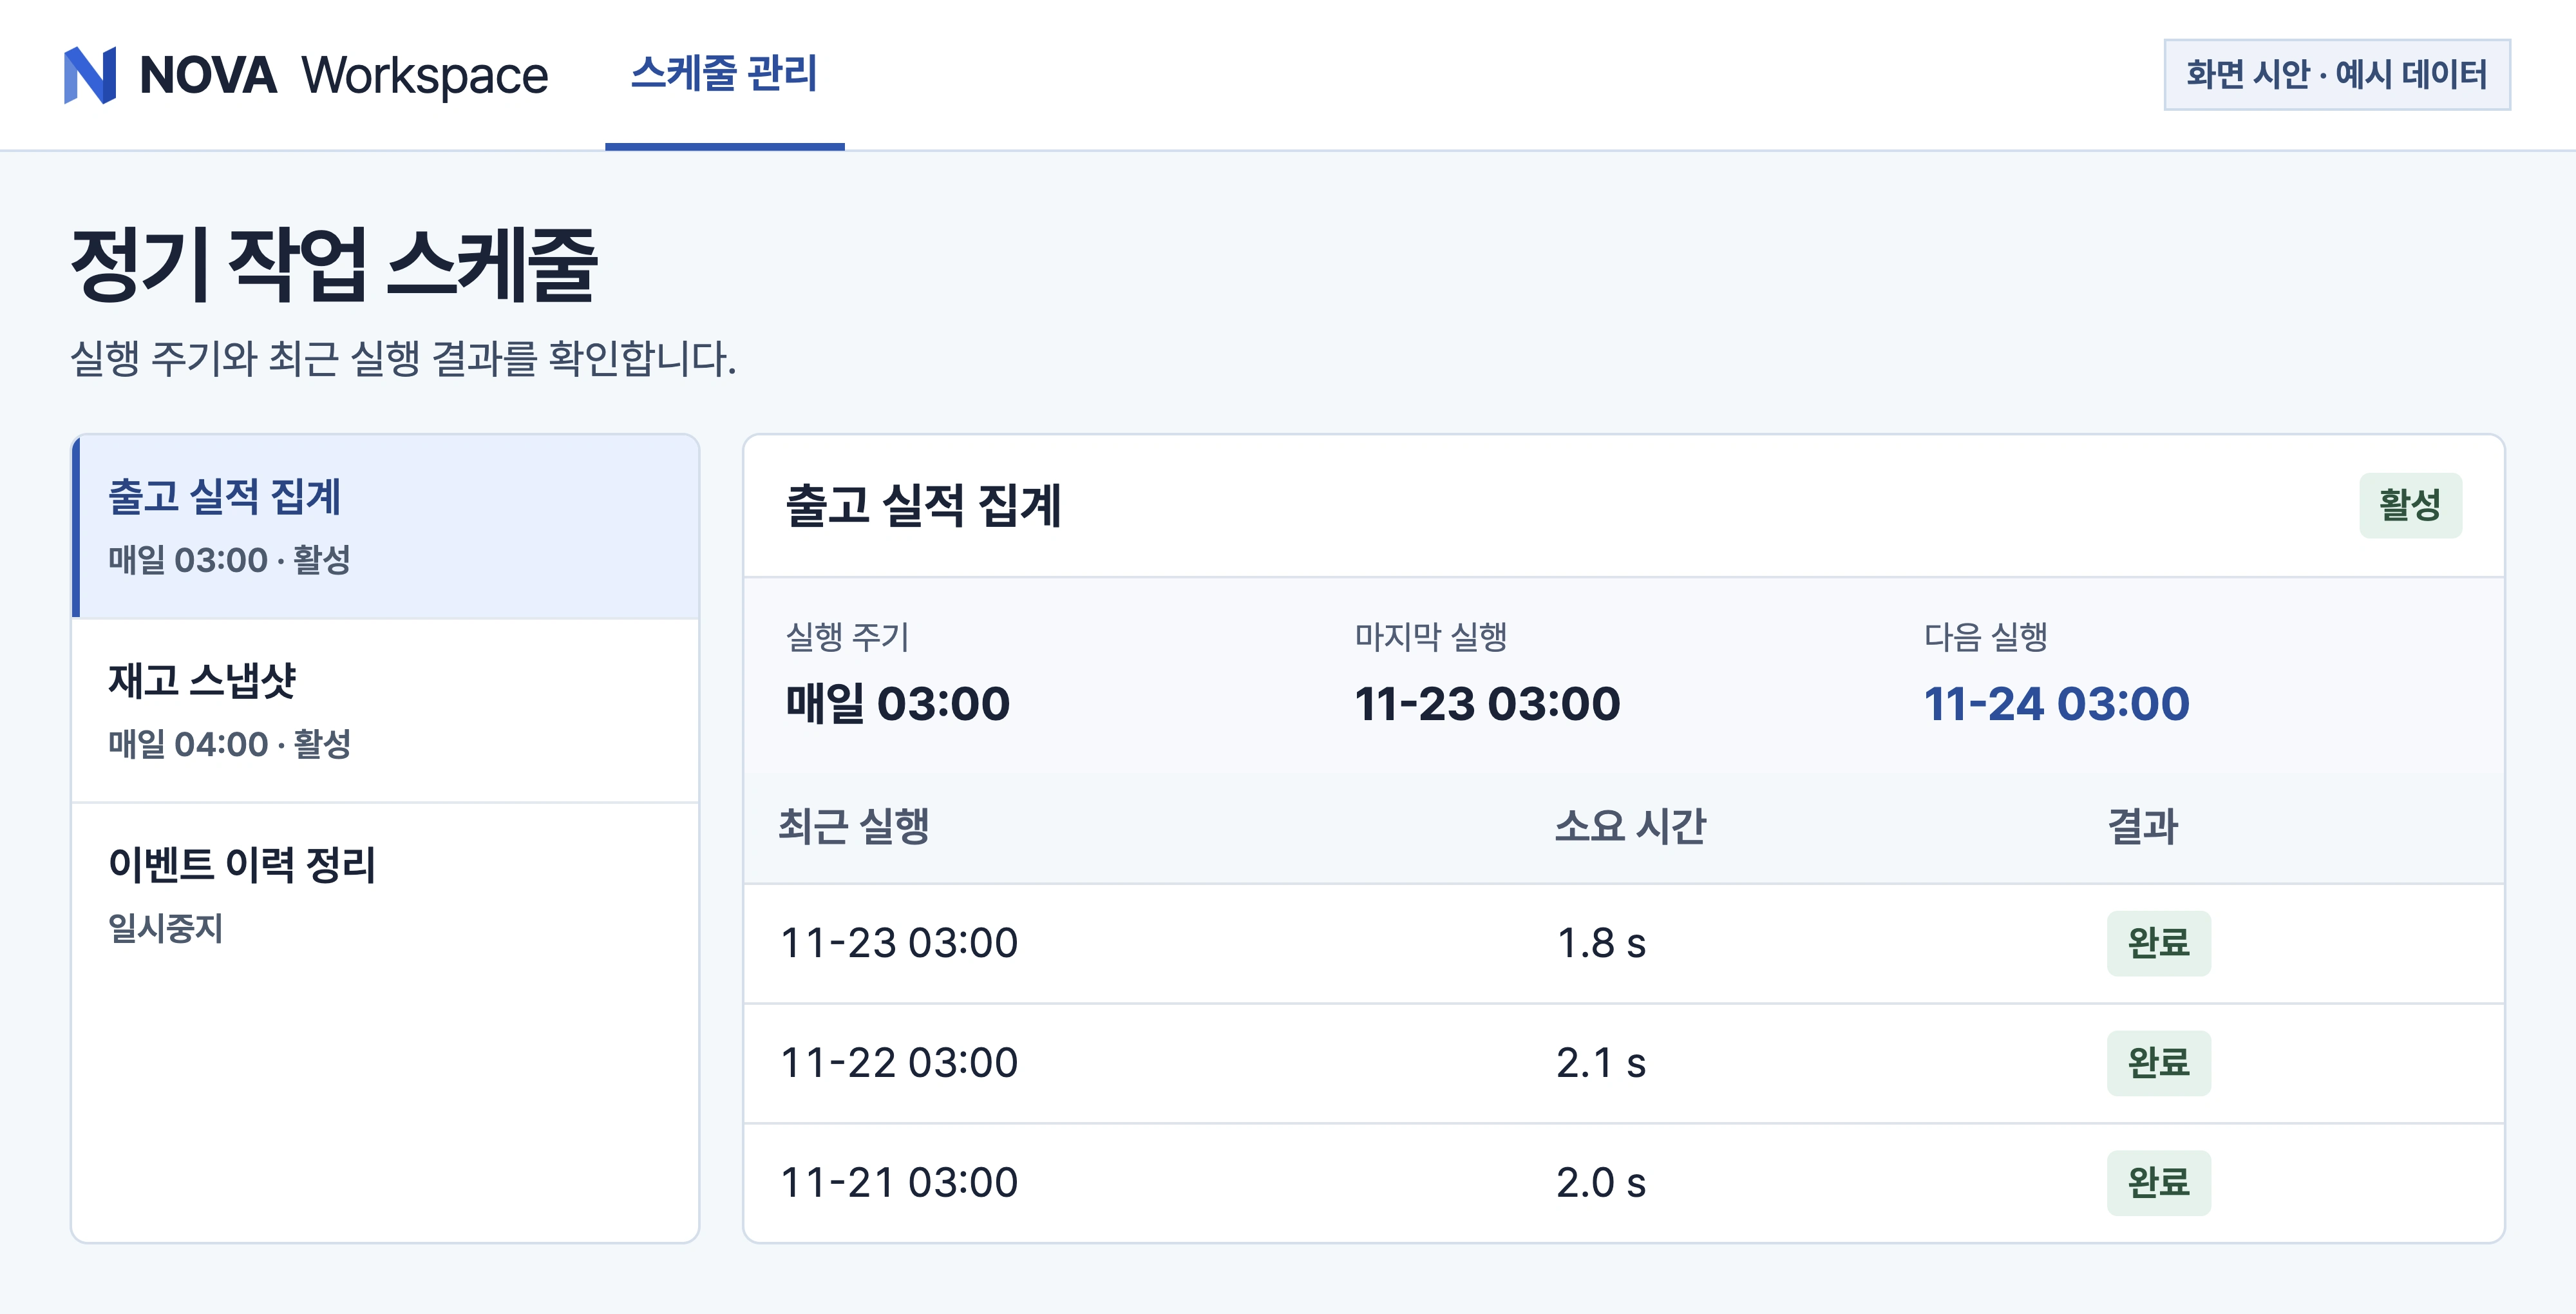 NOVA Workspace
스케줄 관리
화면 시안 · 예시 데이터
정기 작업 스케줄
실행 주기와 최근 실행 결과를 확인합니다.
출고 실적 집계
매일 03:00 · 활성
재고 스냅샷
매일 04:00 · 활성
이벤트 이력 정리
일시중지
출고 실적 집계
활성
실행 주기
매일 03:00
마지막 실행
11-23 03:00
다음 실행
11-24 03:00
최근 실행 소요 시간 결과
11-23 03:00 1.8 s 완료
11-22 03:00 2.1 s 완료
11-21 03:00 2.0 s 완료